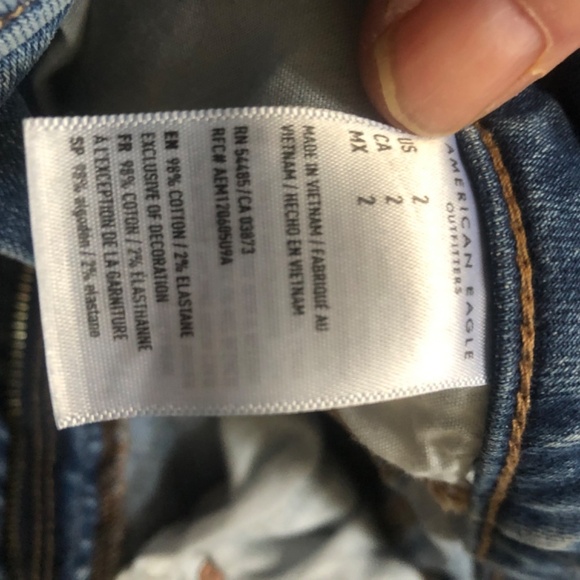 AMERICAN EAGLE
OUTFITTERS
US 2
CA 2
MX 2
MADE IN VIETNAM / FABRIQUÉ AU
VIETNAM / HECHO EN VIETNAM
RN 54485 / CA 03873
RFC# AEM120605U9A
EN 98% COTTON / 2% ELASTANE
EXCLUSIVE OF DECORATION
FR 98% COTON / 2% ÉLASTHANNE
À L'EXCEPTION DE LA GARNITURE
SP 98% algodón / 2% elastano